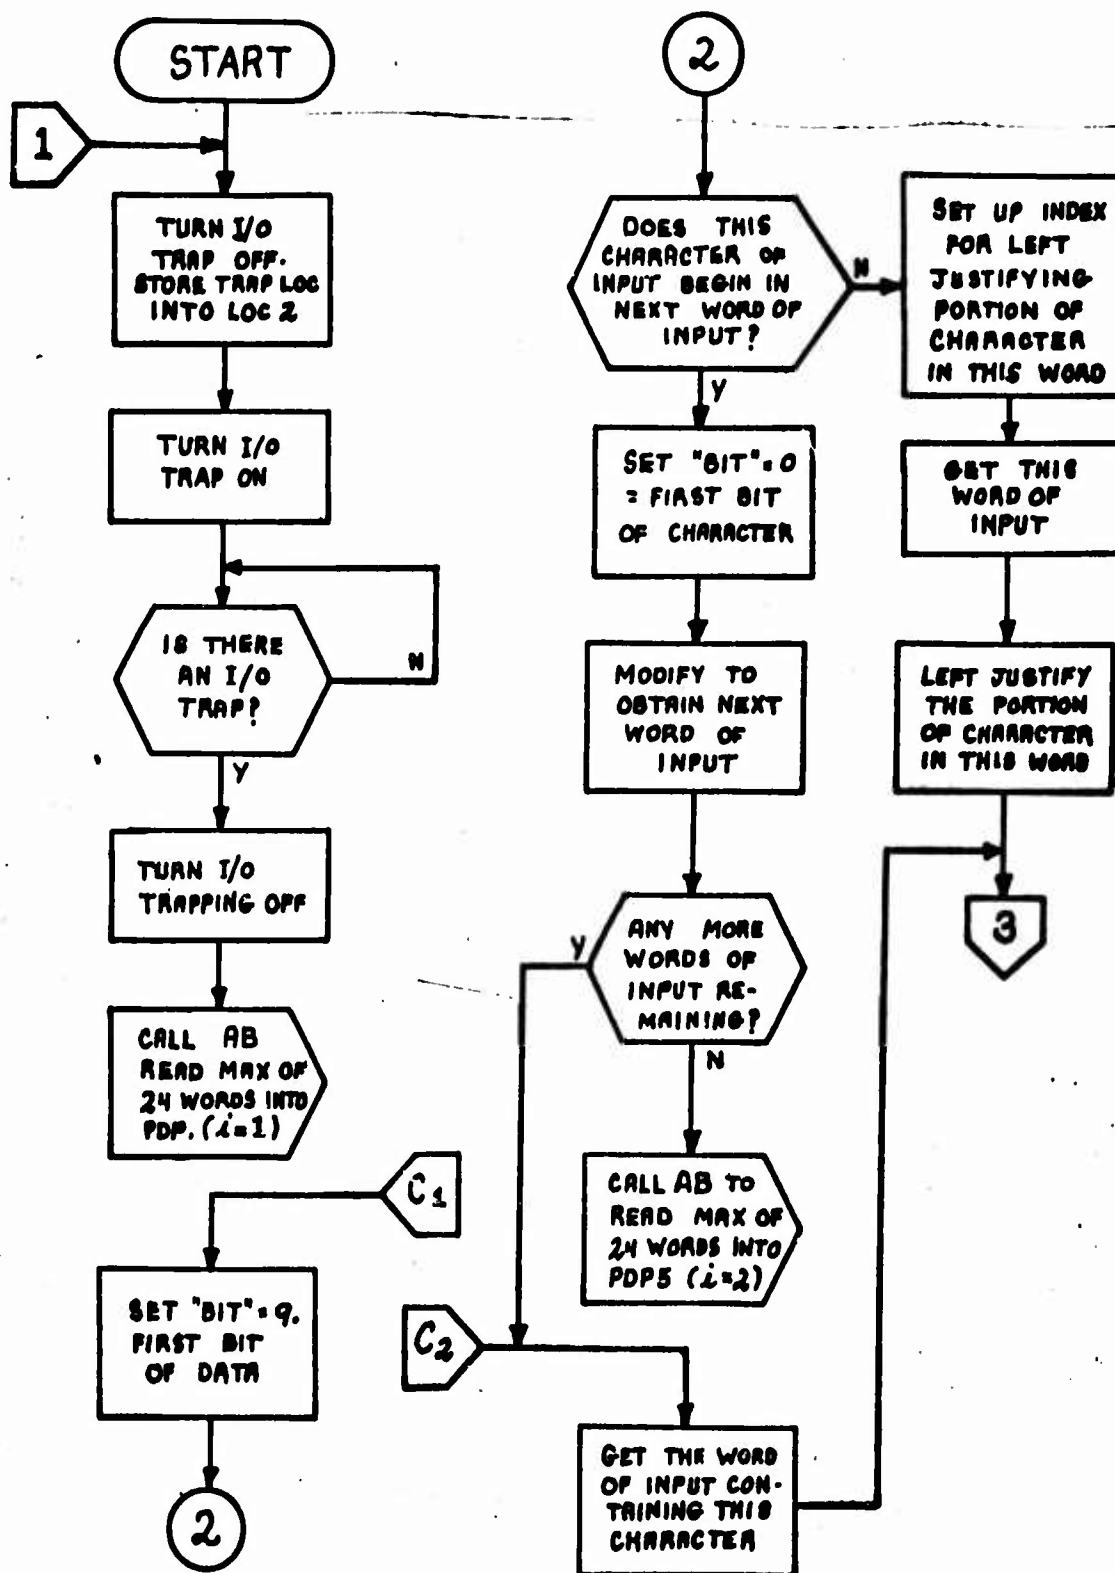 START
1
TURN I/O
TRAP OFF.
STORE TRAP LOC
INTO LOC 2
TURN I/O
TRAP ON
IS THERE
AN I/O
TRAP?
N
Y
TURN I/O
TRAPPING OFF
CALL AB
READ MAX OF
24 WORDS INTO
PDP. (i=1)
C1
SET "BIT"=9.
FIRST BIT
OF DATA
2
2
DOES THIS
CHARACTER OF
INPUT BEGIN IN
NEXT WORD OF
INPUT?
N
Y
SET "BIT"=0
= FIRST BIT
OF CHARACTER
MODIFY TO
OBTAIN NEXT
WORD OF
INPUT
ANY MORE
WORDS OF
INPUT RE-
MAINING?
Y
N
CALL AB TO
READ MAX OF
24 WORDS INTO
PDP5 (i=2)
C2
GET THE WORD
OF INPUT CON-
TAINING THIS
CHARACTER
SET UP INDEX
FOR LEFT
JUSTIFYING
PORTION OF
CHARACTER
IN THIS WORD
GET THIS
WORD OF
INPUT
LEFT JUSTIFY
THE PORTION
OF CHARACTER
IN THIS WORD
3